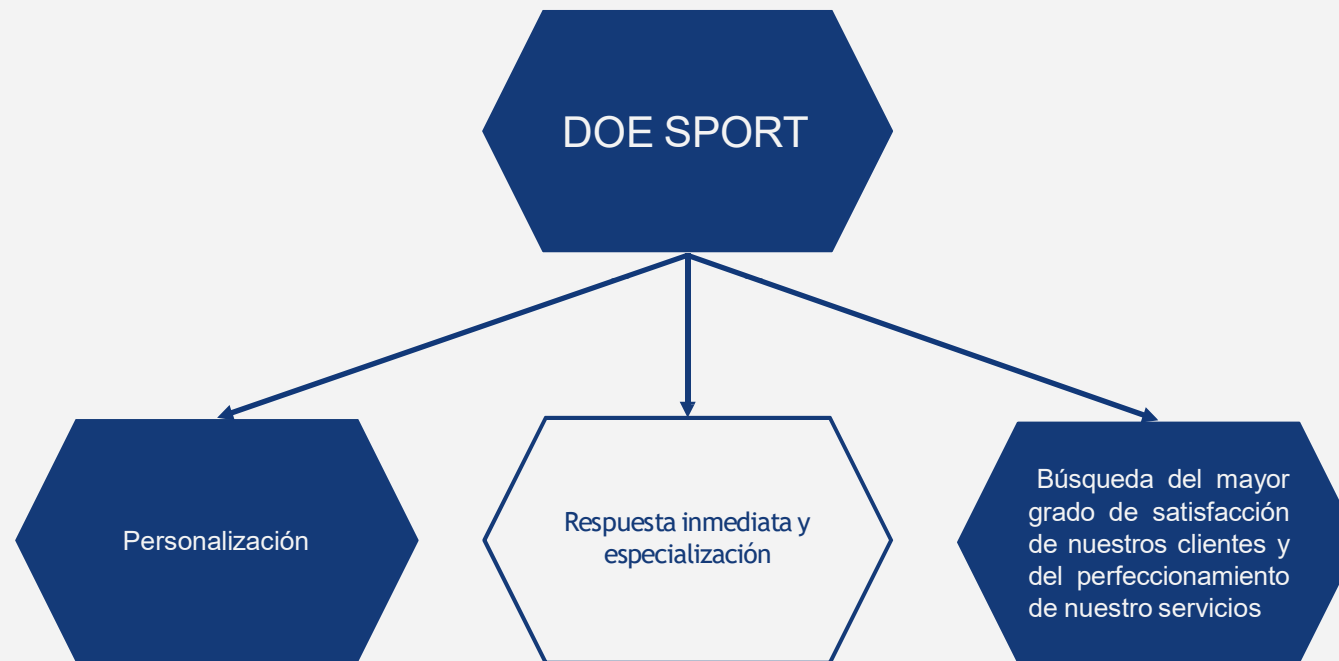 DOE SPORT
Personalización
Respuesta inmediata y
especialización
Búsqueda del mayor
grado de satisfacción
de nuestros clientes y
del perfeccionamiento
de nuestro servicios